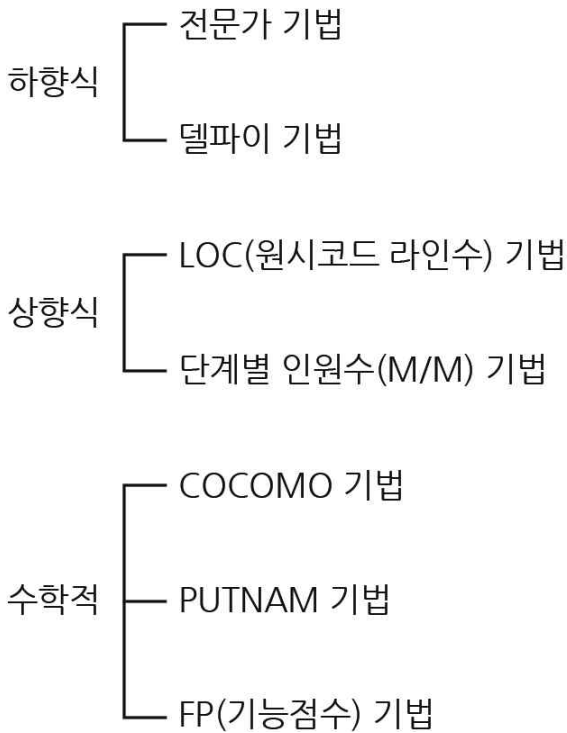 하향식
전문가 기법
델파이 기법
상향식
LOC(원시코드 라인수) 기법
단계별 인원수(M/M) 기법
수학적
COCOMO 기법
PUTNAM 기법
FP(기능점수) 기법